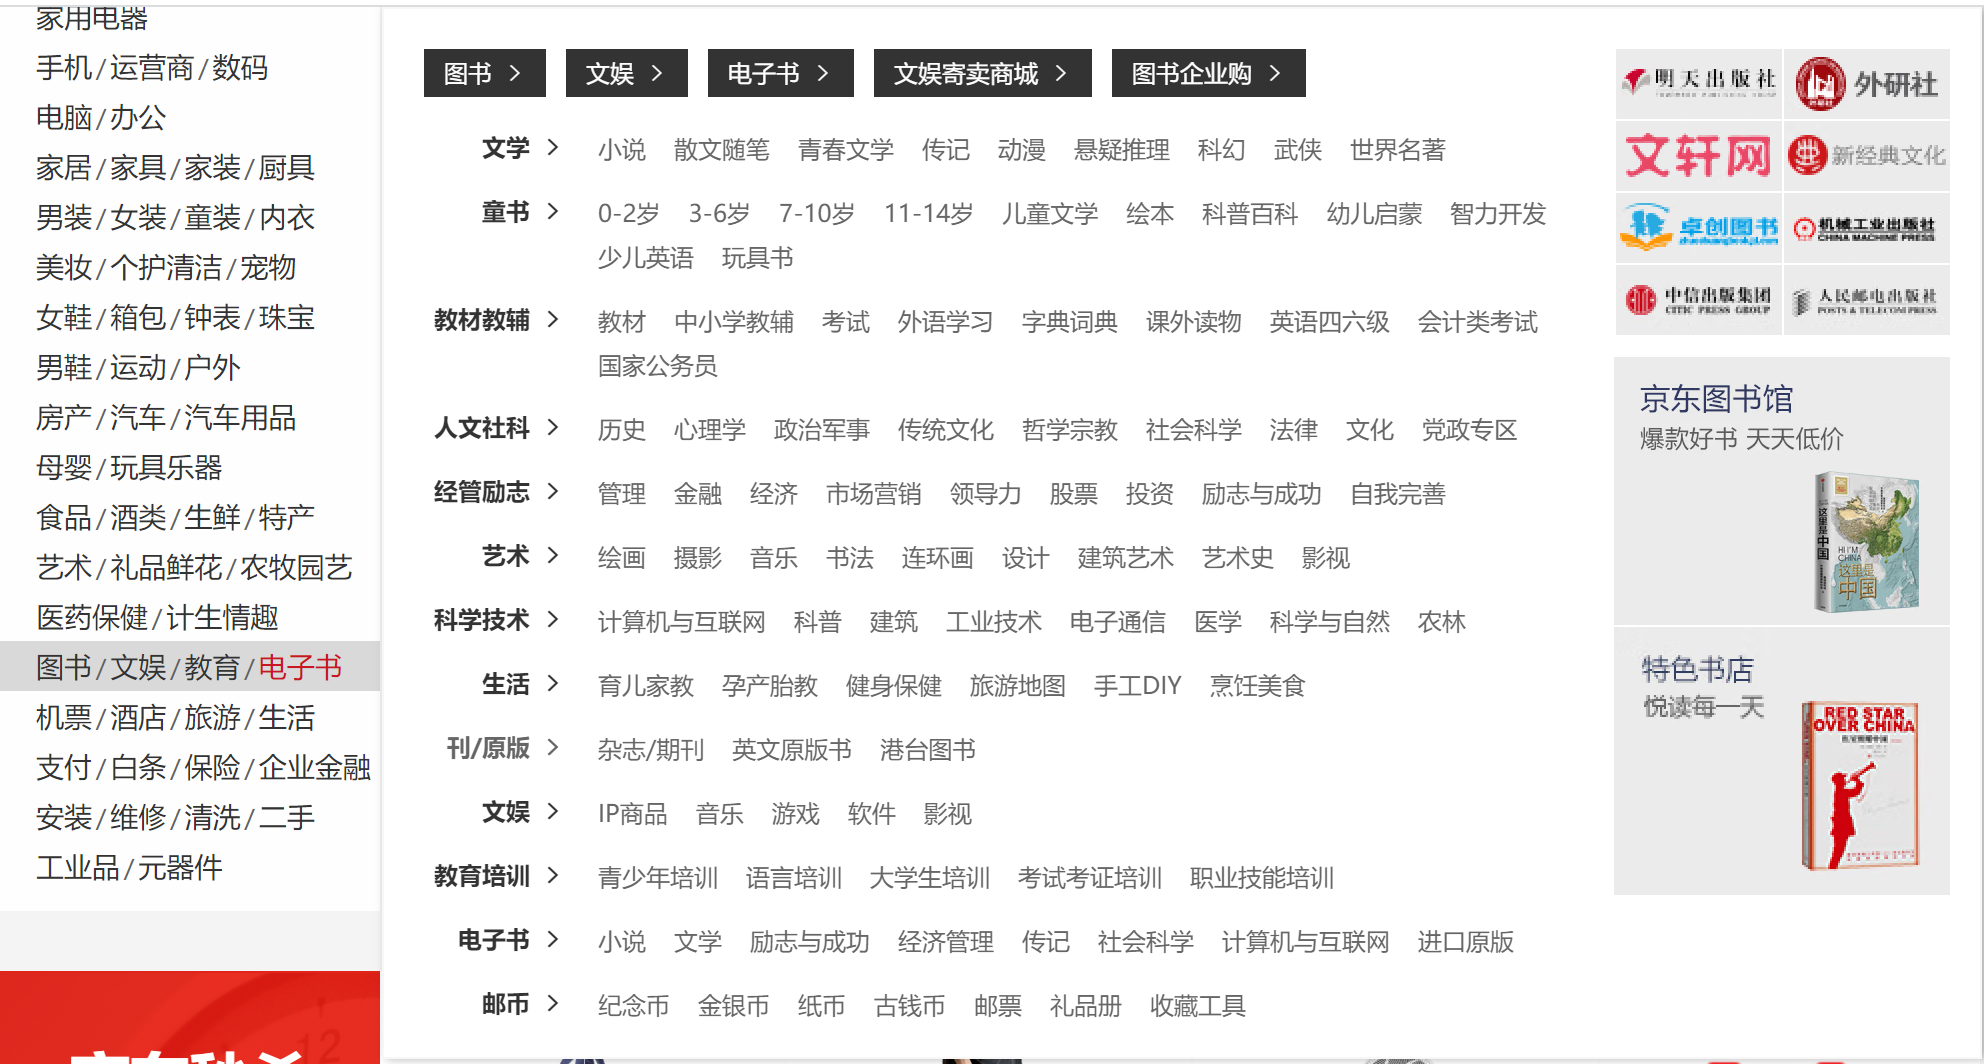 家用电器
手机/运营商/数码
电脑/办公
家居/家具/家装/厨具
男装/女装/童装/内衣
美妆/个护清洁/宠物
女鞋/箱包/钟表/珠宝
男鞋/运动/户外
房产/汽车/汽车用品
母婴/玩具乐器
食品/酒类/生鲜/特产
艺术/礼品鲜花/农牧园艺
医药保健/计生情趣
图书/文娱/教育/电子书
机票/酒店/旅游/生活
支付/白条/保险/企业金融
安装/维修/清洗/二手
工业品/元器件
图书 > 文娱 > 电子书 > 文娱寄卖商城 > 图书企业购 >
文学 > 小说 散文随笔 青春文学 传记 动漫 悬疑推理 科幻 武侠 世界名著
童书 > 0-2岁 3-6岁 7-10岁 11-14岁 儿童文学 绘本 科普百科 幼儿启蒙 智力开发
少儿英语 玩具书
教材教辅 > 教材 中小学教辅 考试 外语学习 字典词典 课外读物 英语四六级 会计类考试
国家公务员
人文社科 > 历史 心理学 政治军事 传统文化 哲学宗教 社会科学 法律 文化 党政专区
经管励志 > 管理 金融 经济 市场营销 领导力 股票 投资 励志与成功 自我完善
艺术 > 绘画 摄影 音乐 书法 连环画 设计 建筑艺术 艺术史 影视
科学技术 > 计算机与互联网 科普 建筑 工业技术 电子通信 医学 科学与自然 农林
生活 > 育儿家教 孕产胎教 健身保健 旅游地图 手工DIY 烹饪美食
刊/原版 > 杂志/期刊 英文原版书 港台图书
文娱 > IP商品 音乐 游戏 软件 影视
教育培训 > 青少年培训 语言培训 大学生培训 考试考证培训 职业技能培训
电子书 > 小说 文学 励志与成功 经济管理 传记 社会科学 计算机与互联网 进口原版
邮币 > 纪念币 金银币 纸币 古钱币 邮票 礼品册 收藏工具
明天出版社
外研社
文轩网
新经典文化
卓创图书
机械工业出版社
CHINA MACHINE PRESS
中信出版集团
CITIC PRESS GROUP
人民邮电出版社
POSTS & TELECOM PRESS
京东图书馆
爆款好书 天天低价
这里是中国
HI I'M
CHINA
这里是
中国
特色书店
悦读每一天
RED STAR
OVER CHINA
12
京东秒杀